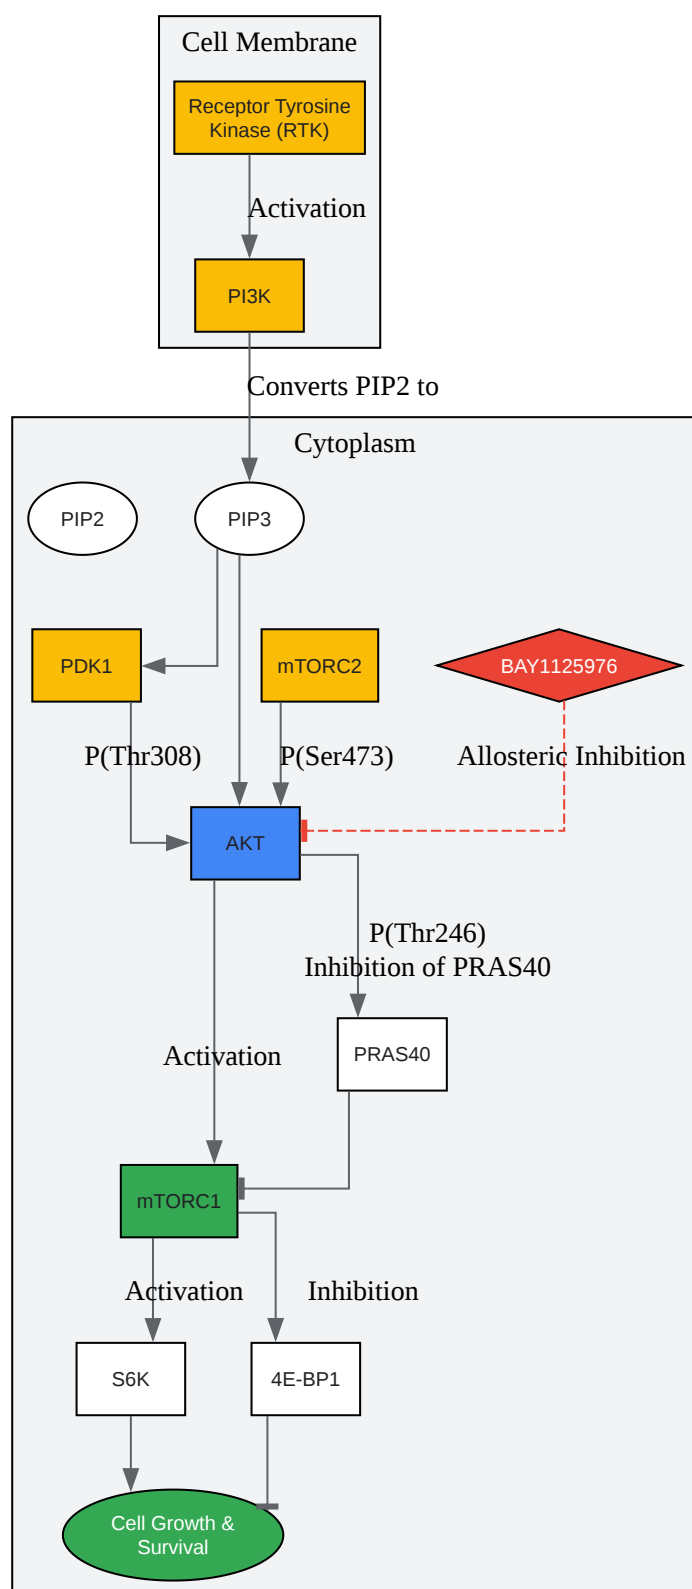 Cell Membrane
Receptor Tyrosine
Kinase (RTK)
Activation
PI3K
Converts PIP2 to
Cytoplasm
PIP2
PIP3
PDK1
mTORC2
BAY1125976
P(Thr308)
P(Ser473)
Allosteric Inhibition
AKT
P(Thr246)
Inhibition of PRAS40
Activation
PRAS40
mTORC1
Activation
Inhibition
S6K
4E-BP1
Cell Growth &
Survival